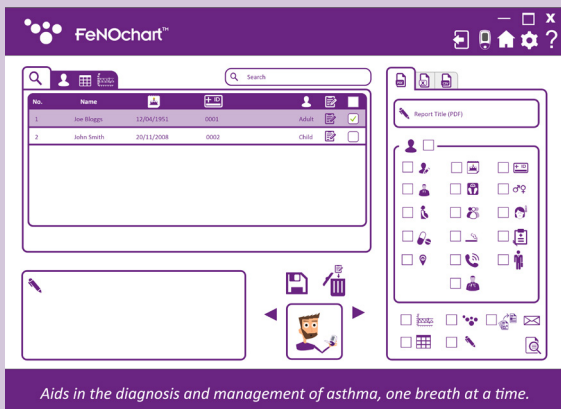 FeNOchart™
Search
No. Name + ID
1 Joe Bloggs 12/04/1951 0001 Adult
2 John Smith 20/11/2008 0002 Child
Report Title (PDF)
Aids in the diagnosis and management of asthma, one breath at a time.